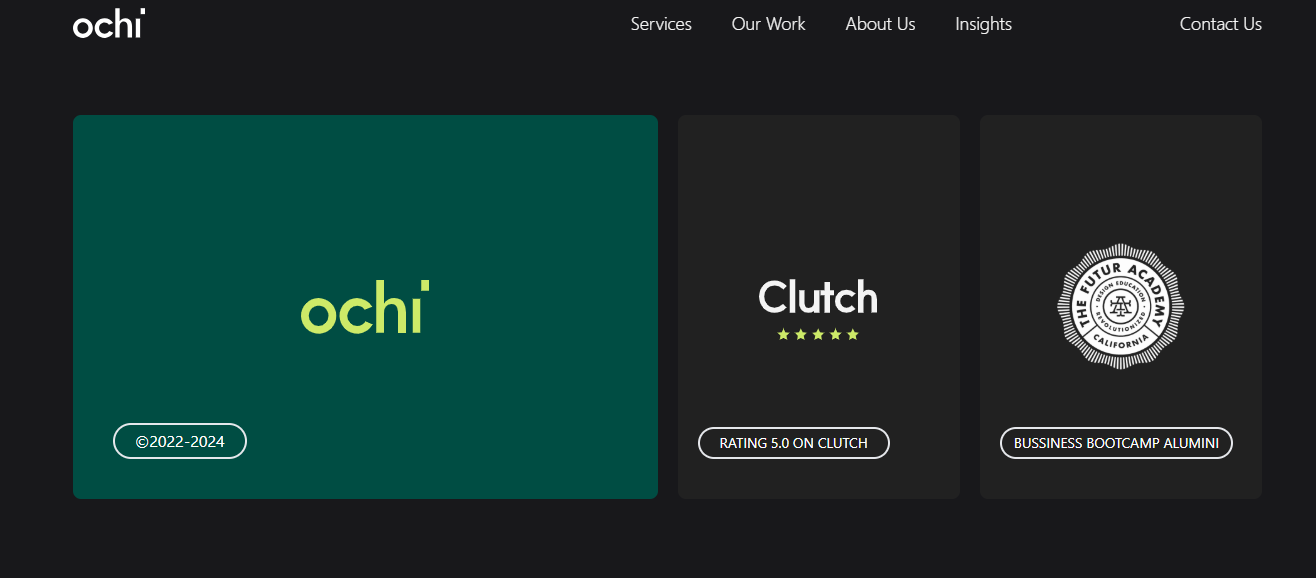 ochi
Services
Our Work
About Us
Insights
Contact Us
ochi
©2022-2024
Clutch
RATING 5.0 ON CLUTCH
THE FUTUR ACADEMY
DESIGN EDUCATION
REVOLUTIONIZED
CALIFORNIA
BUSSINESS BOOTCAMP ALUMINI